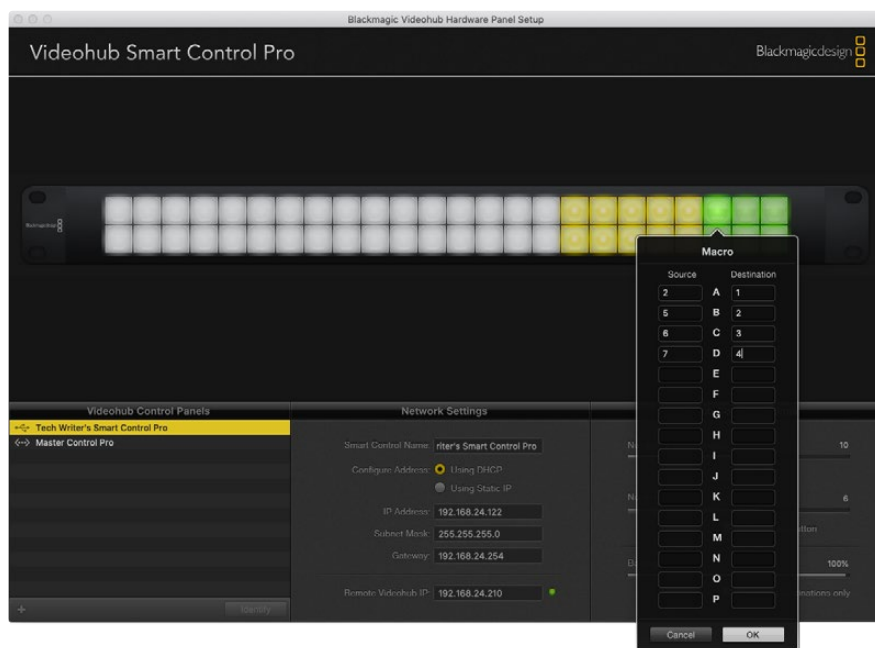 Blackmagic Videohub Hardware Panel Setup
Videohub Smart Control Pro
Blackmagicdesign
Macro
Source Destination
2 A 1
5 B 2
6 C 3
7 D 4
E
F
G
H
I
J
K
L
M
N
O
P
Cancel OK
Videohub Control Panels
Tech Writer's Smart Control Pro
Master Control Pro
Identify
Network Settings
Smart Control Name: riter's Smart Control Pro
Configure Address: Using DHCP
Using Static IP
IP Address: 192.168.24.122
Subnet Mask: 255.255.255.0
Gateway: 192.168.24.254
Remote Videohub IP: 192.168.24.210
10
6
100%
only